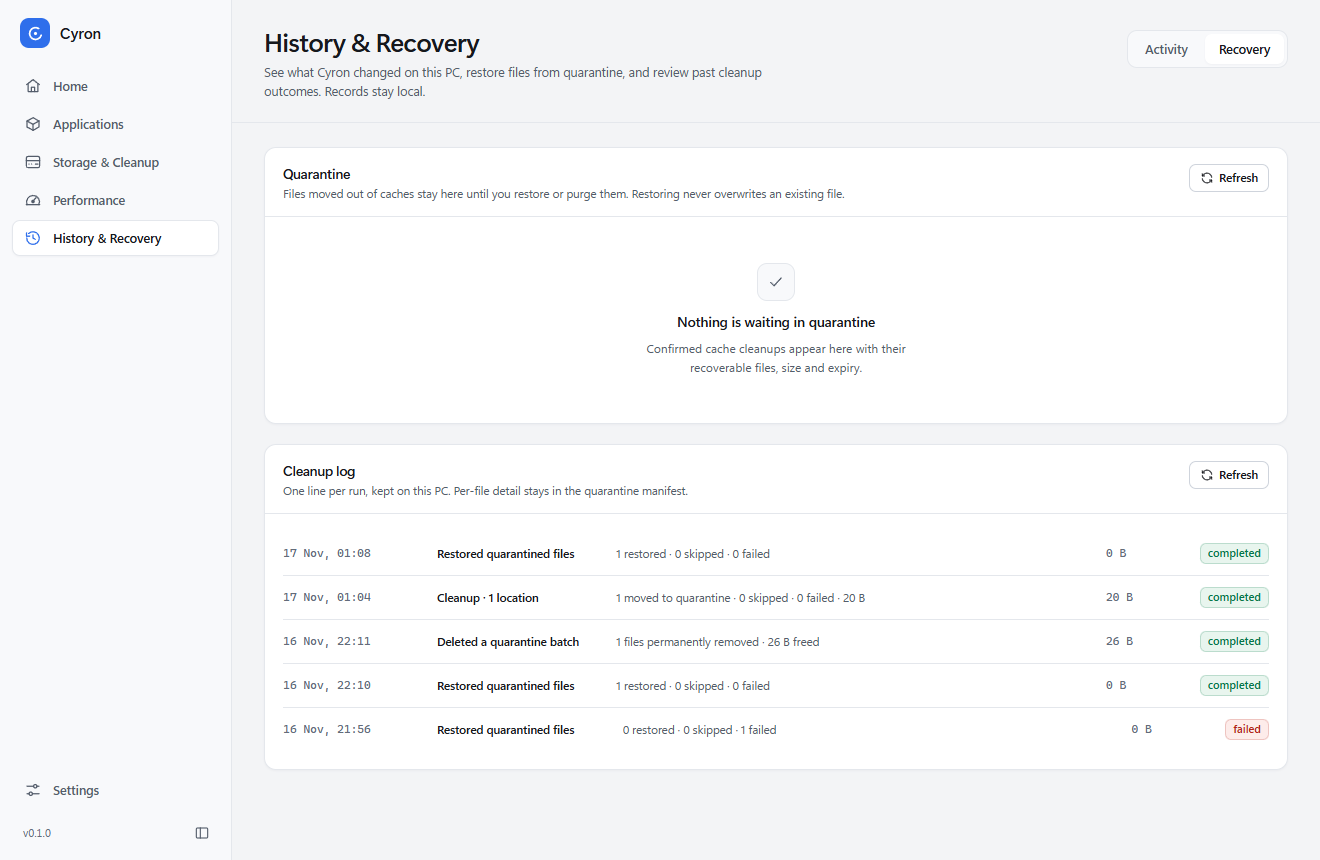 Cyron
Home
Applications
Storage & Cleanup
Performance
History & Recovery
Settings
v0.1.0
History & Recovery
See what Cyron changed on this PC, restore files from quarantine, and review past cleanup
outcomes. Records stay local.
Activity
Recovery
Quarantine
Files moved out of caches stay here until you restore or purge them. Restoring never overwrites an existing file.
Refresh
Nothing is waiting in quarantine
Confirmed cache cleanups appear here with their
recoverable files, size and expiry.
Cleanup log
One line per run, kept on this PC. Per-file detail stays in the quarantine manifest.
Refresh
17 Nov, 01:08 Restored quarantined files 1 restored · 0 skipped · 0 failed 0 B completed
17 Nov, 01:04 Cleanup · 1 location 1 moved to quarantine · 0 skipped · 0 failed · 20 B 20 B completed
16 Nov, 22:11 Deleted a quarantine batch 1 files permanently removed · 26 B freed 26 B completed
16 Nov, 22:10 Restored quarantined files 1 restored · 0 skipped · 0 failed 0 B completed
16 Nov, 21:56 Restored quarantined files 0 restored · 0 skipped · 1 failed 0 B failed